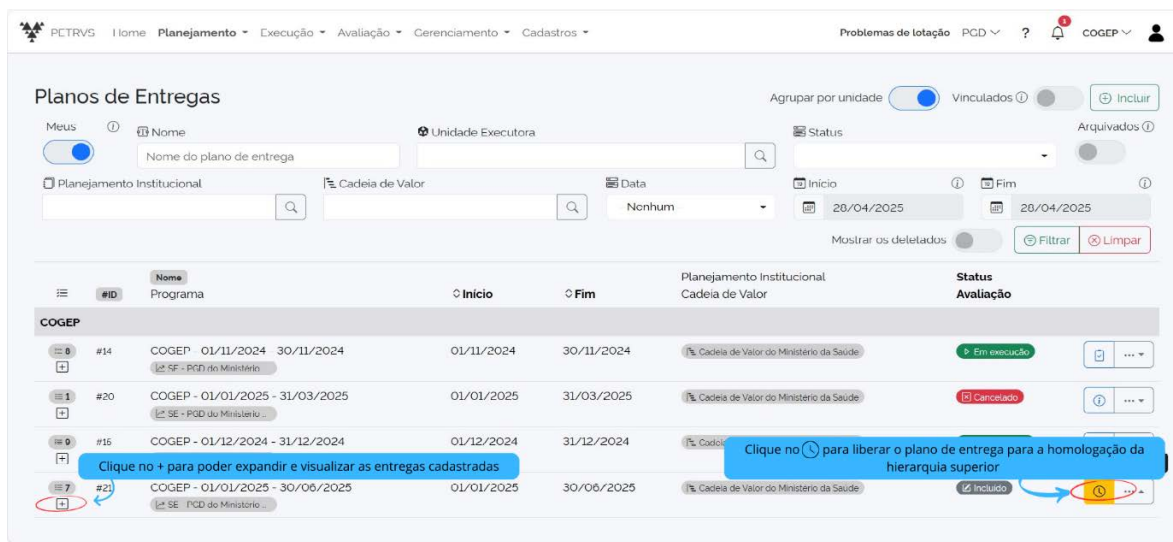 PETRVS Home Planejamento Execução Avaliação Gerenciamento Cadastros Problemas de lotação PGD ? 1 COGEP
Planos de Entregas
Agrupar por unidade Vinculados Incluir
Meus Nome Unidade Executora Status Arquivados
Nome do plano de entrega
Planejamento Institucional Cadeia de Valor Data Início Fim
Nenhum 28/04/2025 28/04/2025
Mostrar os deletados Filtrar Limpar
#ID Nome Programa Início Fim Planejamento Institucional Cadeia de Valor Status Avaliação
COGEP
8 #14 COGEP 01/11/2024 30/11/2024 01/11/2024 30/11/2024 Cadeia de Valor do Ministério da Saúde Em execução
SE - PGD do Ministério ...
1 #20 COGEP - 01/01/2025 - 31/03/2025 01/01/2025 31/03/2025 Cadeia de Valor do Ministério da Saúde Cancelado
SE - PGD do Ministério ...
9 #16 COGEP - 01/12/2024 - 31/12/2024 01/12/2024 31/12/2024
Clique no + para poder expandir e visualizar as entregas cadastradas
Clique no para liberar o plano de entrega para a homologação da
hierarquia superior
7 #21 COGEP - 01/01/2025 - 30/06/2025 01/01/2025 30/06/2025 Cadeia de Valor do Ministério da Saúde Incluído
SE PGD do Ministério ...